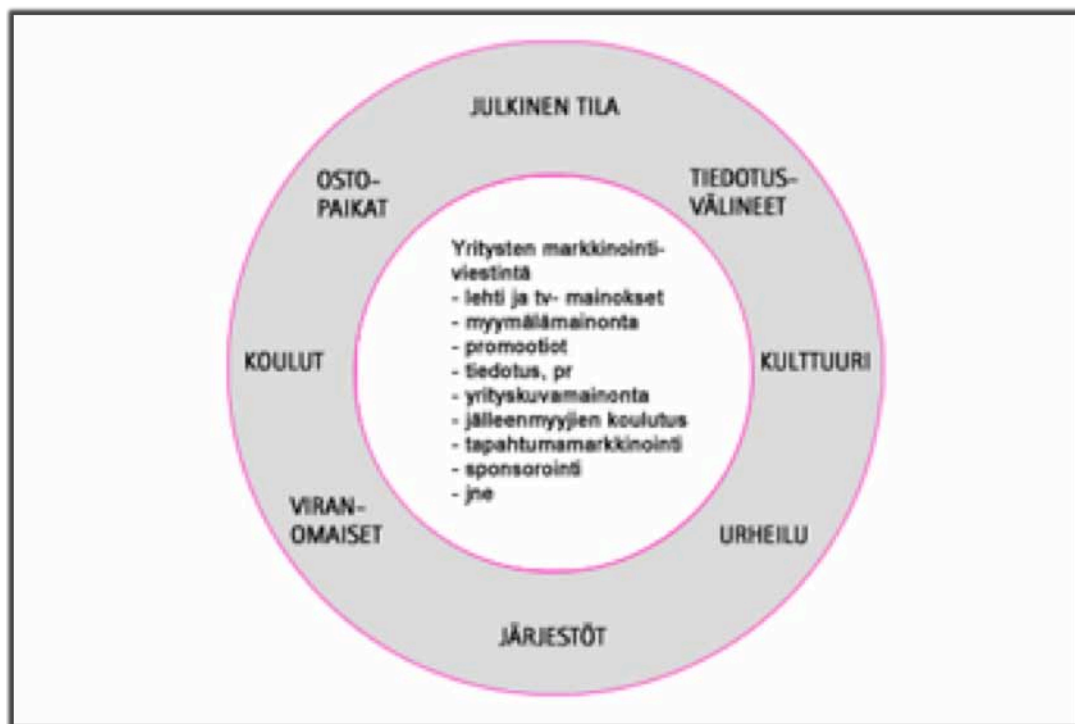 JULKINEN TILA
OSTO-
PAIKAT
TIEDOTUS-
VÄLINEET
Yritysten markkinointi-
viestintä
- lehti ja tv- mainokset
- myymälämainonta
- promootiot
- tiedotus, pr
- yrityskuvamainonta
- jälleenmyyjien koulutus
- tapahtumamarkkinointi
- sponsorointi
- jne
KOULUT
KULTTUURI
VIRAN-
OMAISET
URHEILU
JÄRJESTÖT